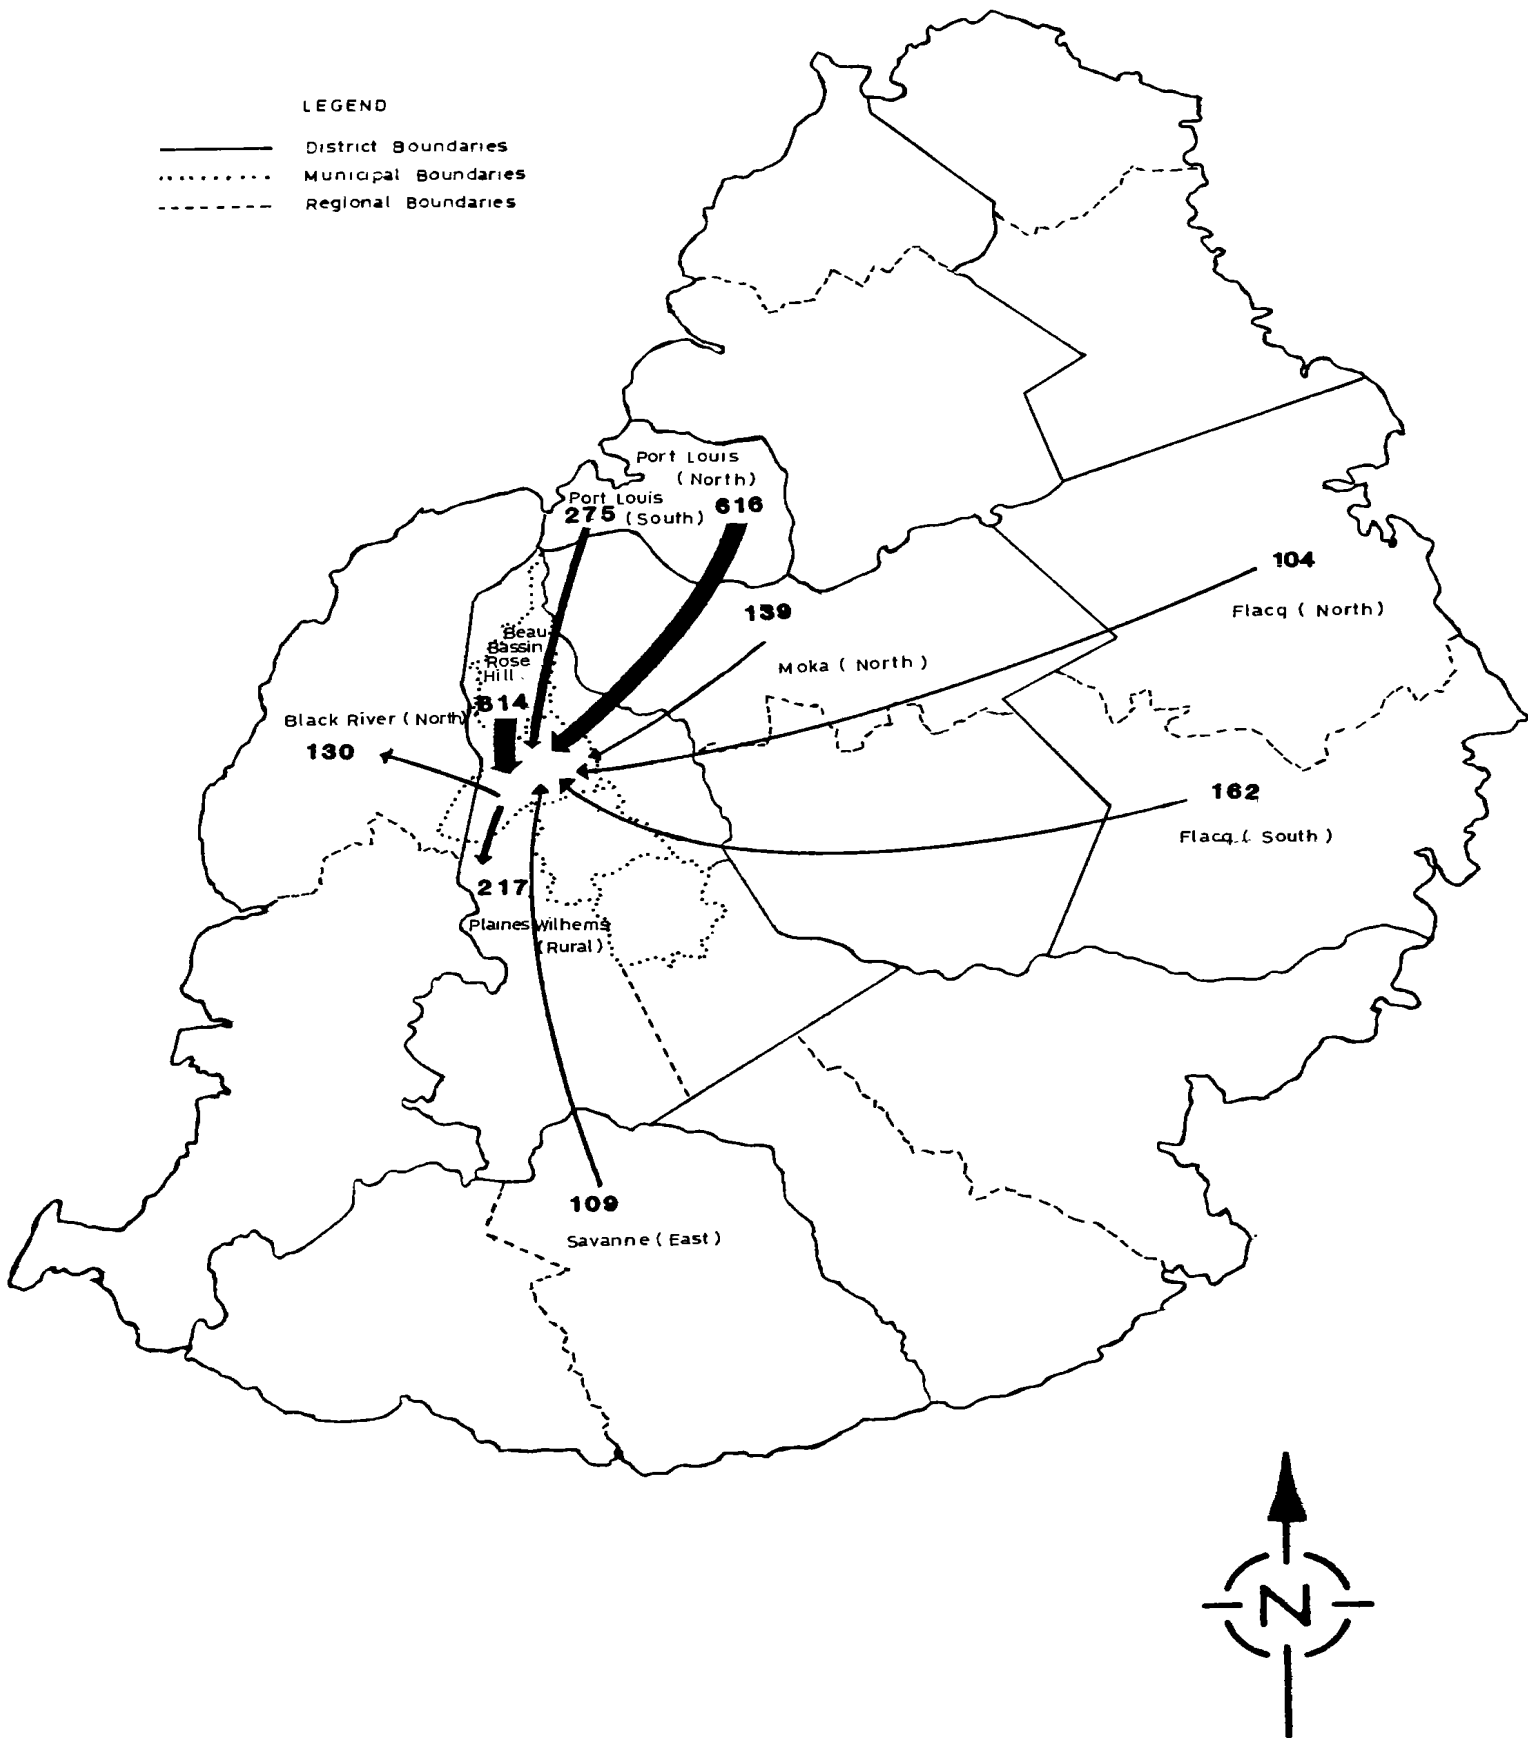 LEGEND
District Boundaries
Municipal Boundaries
Regional Boundaries
Port Louis
(North)
616
Port Louis
275 (South)
104
Flacq ( North)
139
Moka ( North )
Beau
Bassin
Rose
Hill
814
Black River ( North)
130
162
Flacq ( South )
217
Plaines Wilhems
(Rural)
109
Savanne ( East )
N